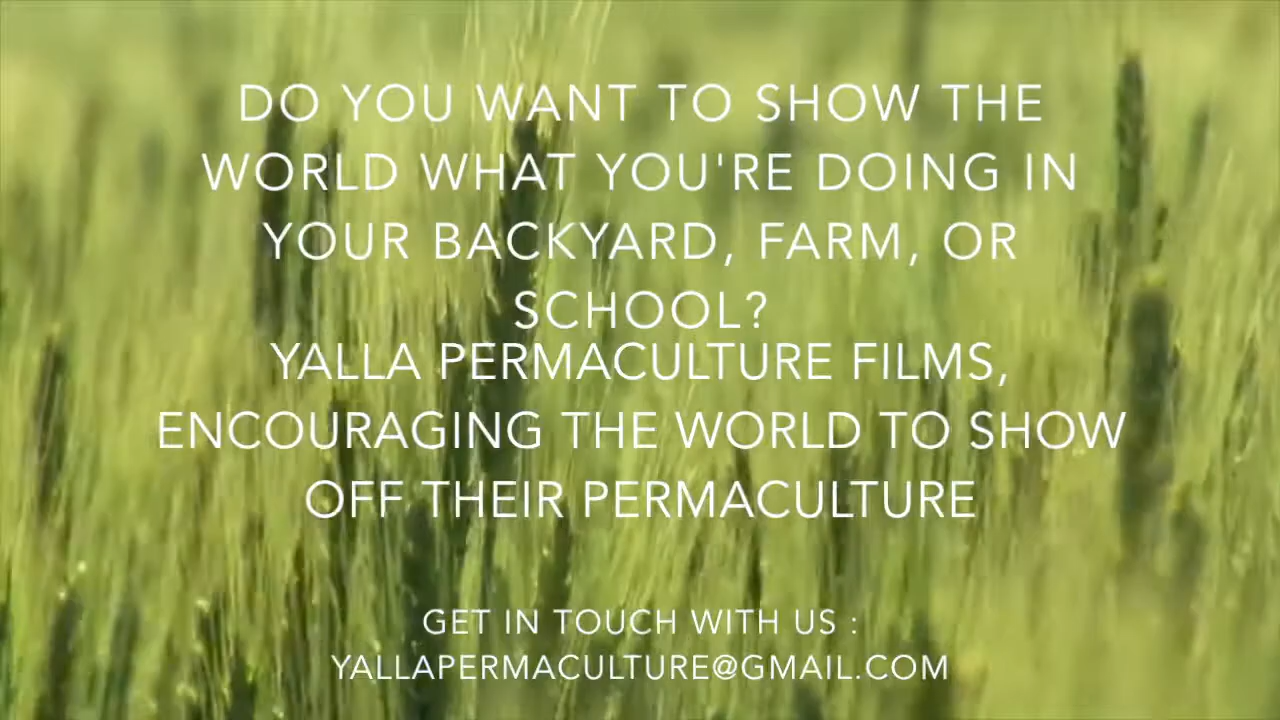 DO YOU WANT TO SHOW THE
WORLD WHAT YOU'RE DOING IN
YOUR BACKYARD, FARM, OR
SCHOOL?
YALLA PERMACULTURE FILMS,
ENCOURAGING THE WORLD TO SHOW
OFF THEIR PERMACULTURE
GET IN TOUCH WITH US :
YALLAPERMACULTURE@GMAIL.COM